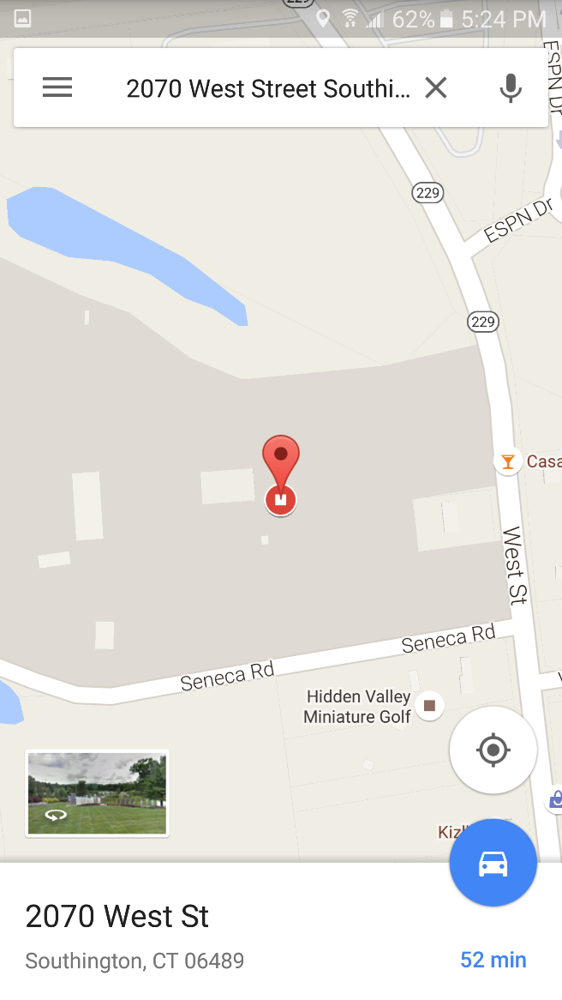 229
62% 5:24 PM
2070 West Street Southi...
ESPN Dr
229
ESPN Dr
229
Casa
West St
Seneca Rd
Seneca Rd
Hidden Valley
Miniature Golf
2070 West St
Southington, CT 06489
52 min